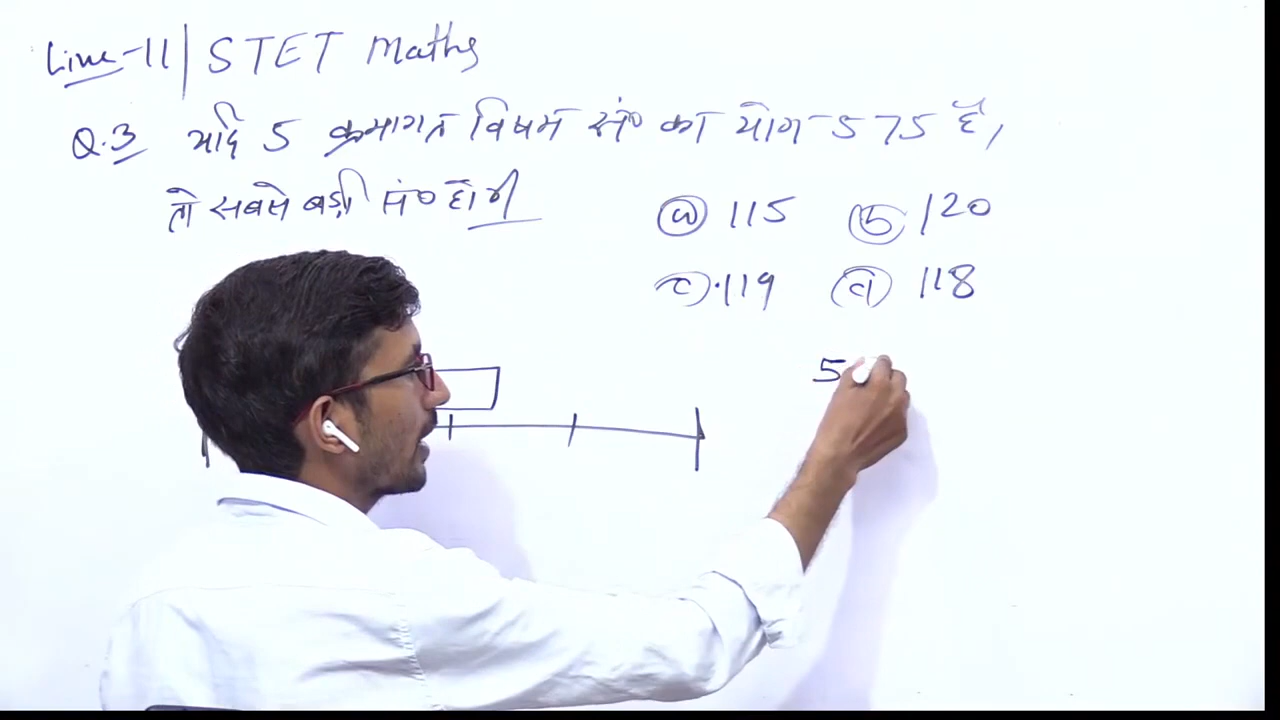 Line-11 | STET Maths
Q.3 यदि 5 क्रमागत विषम सं० का योग 575 है,
तो सबसे बड़ी सं० होगी
ⓐ 115 ⓑ 120
ⓒ 119 ⓓ 118
5